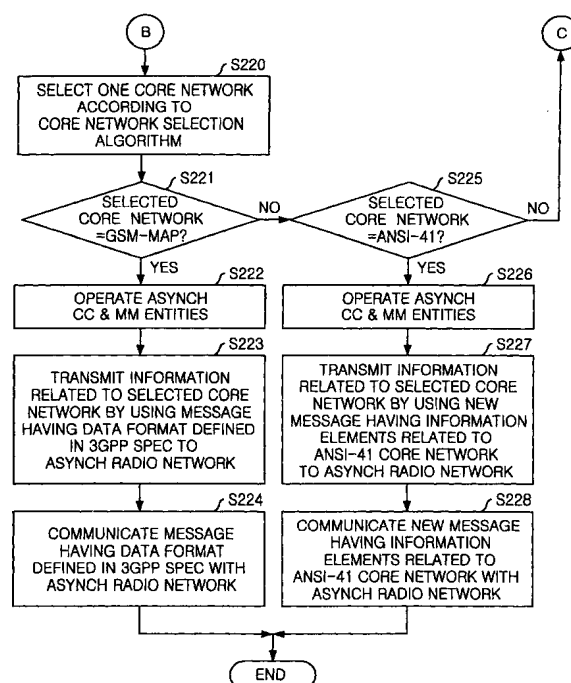 B
C
S220
SELECT ONE CORE NETWORK
ACCORDING TO
CORE NETWORK SELECTION
ALGORITHM
S221
SELECTED
CORE NETWORK
=GSM-MAP?
NO
YES
S225
SELECTED
CORE NETWORK
=ANSI-41?
NO
YES
S222
OPERATE ASYNCH
CC & MM ENTITIES
S226
OPERATE ASYNCH
CC & MM ENTITIES
S223
TRANSMIT INFORMATION
RELATED TO SELECTED CORE
NETWORK BY USING MESSAGE
HAVING DATA FORMAT DEFINED
IN 3GPP SPEC TO
ASYNCH RADIO NETWORK
S227
TRANSMIT INFORMATION
RELATED TO SELECTED CORE
NETWORK BY USING NEW
MESSAGE HAVING INFORMATION
ELEMENTS RELATED TO
ANSI-41 CORE NETWORK
TO ASYNCH RADIO NETWORK
S224
COMMUNICATE MESSAGE
HAVING DATA FORMAT
DEFINED IN 3GPP SPEC WITH
ASYNCH RADIO NETWORK
S228
COMMUNICATE NEW MESSAGE
HAVING INFORMATION
ELEMENTS RELATED TO
ANSI-41 CORE NETWORK WITH
ASYNCH RADIO NETWORK
END